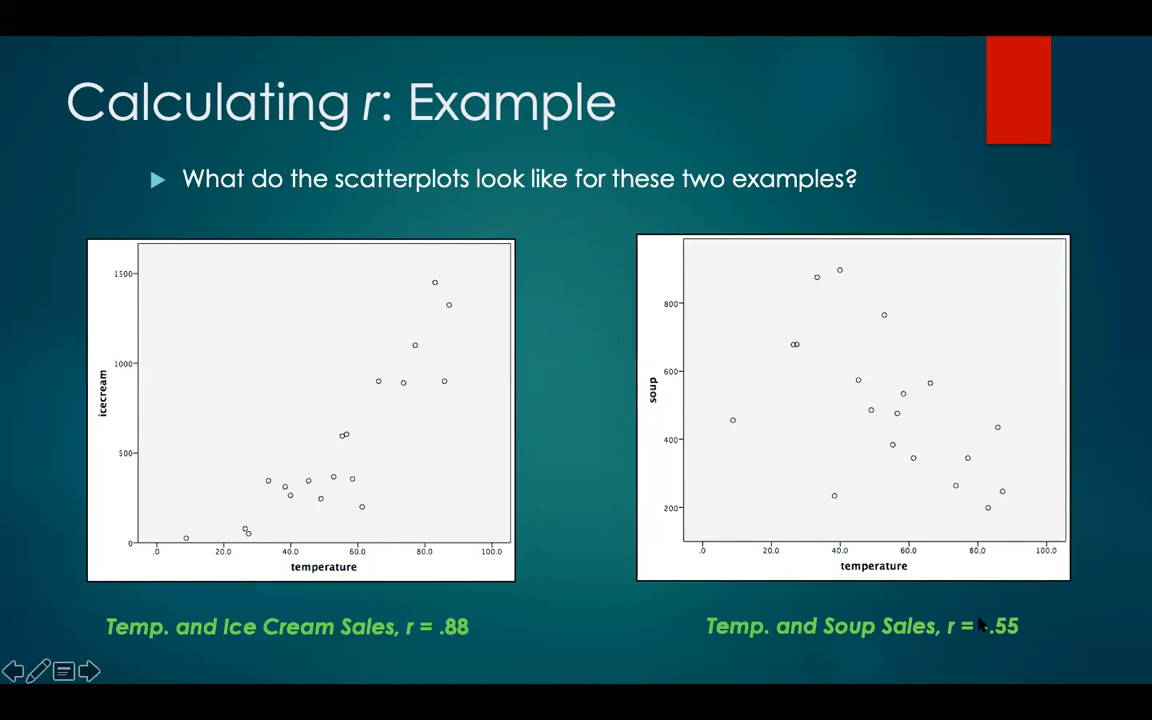 Calculating r: Example
What do the scatterplots look like for these two examples?
1500
1000
500
0
icecream
.0 20.0 40.0 60.0 80.0 100.0
temperature
800
600
400
200
soup
.0 20.0 40.0 60.0 80.0 100.0
temperature
Temp. and Ice Cream Sales, r = .88
Temp. and Soup Sales, r = -.55